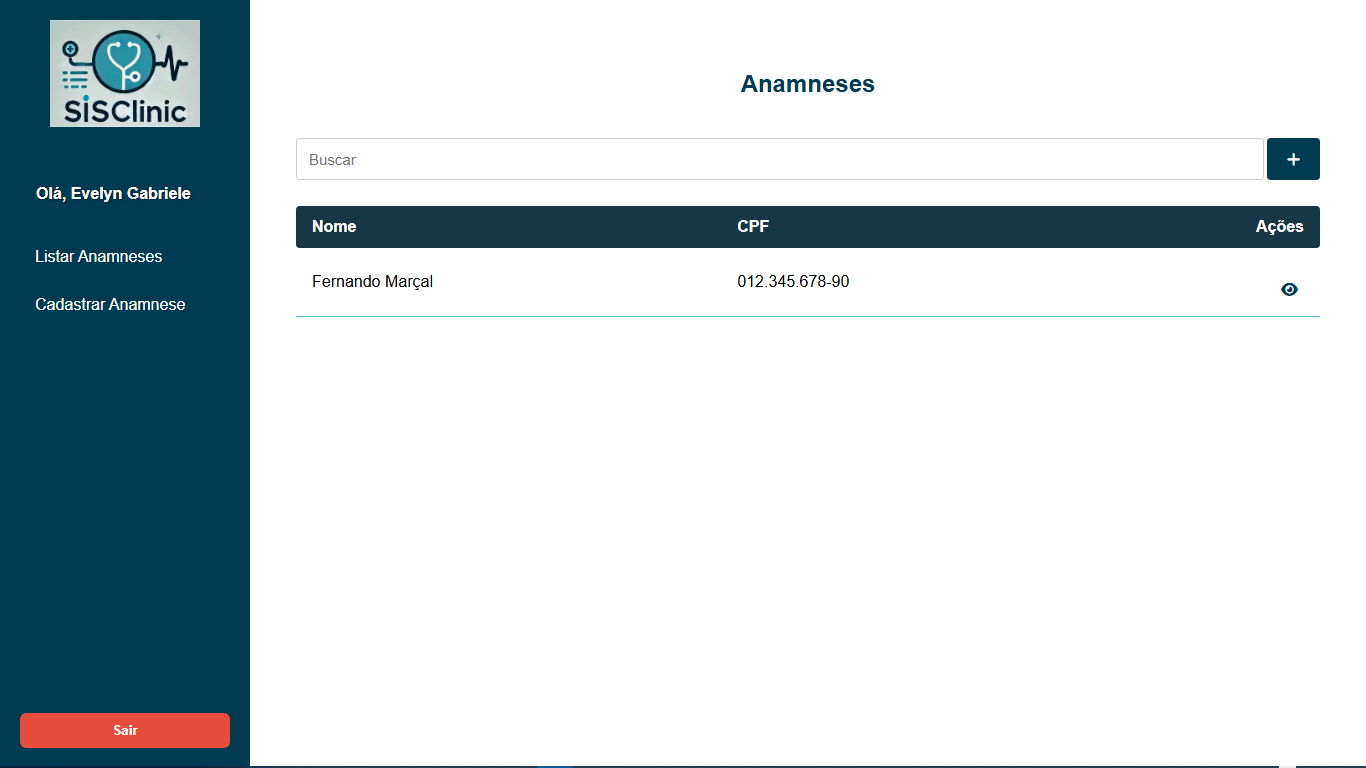 SiSClinic
Olá, Evelyn Gabriele
Listar Anamneses
Cadastrar Anamnese
Sair
Anamneses
Buscar
+
Nome CPF Ações
Fernando Marçal 012.345.678-90